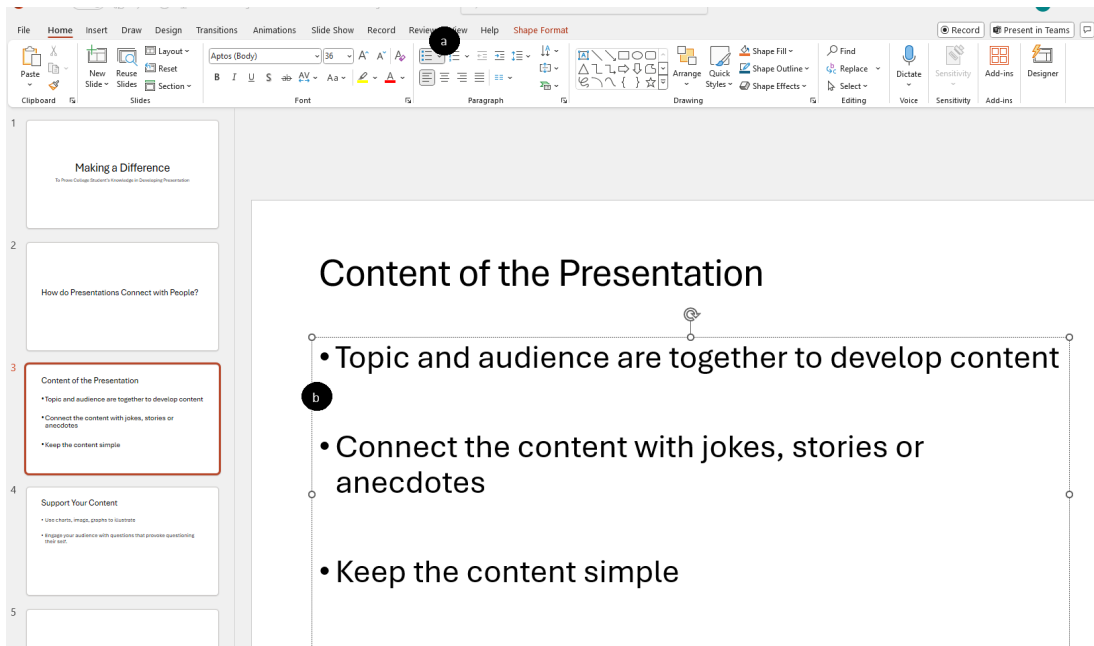 File Home Insert Draw Design Transitions Animations Slide Show Record Review View Help Shape Format Record Present in Teams
a
Aptos (Body) 36
Layout
Reset
Section
Paste New Slide Reuse Slides
B I U S ab AV Aa A
Arrange Quick Styles
Shape Fill
Shape Outline
Shape Effects
Find
Replace
Select
Dictate Sensitivity Add-ins Designer
Clipboard Slides Font Paragraph Drawing Editing Voice Sensitivity Add-ins
1
Making a Difference
To Prove College Student's Knowledge in Developing Presentation
2
How do Presentations Connect with People?
3
Content of the Presentation
•Topic and audience are together to develop content
•Connect the content with jokes, stories or
anecdotes
•Keep the content simple
4
Support Your Content
• Use charts, image, graphs to illustrate
• Engage your audience with questions that provoke questioning
their self.
5
Content of the Presentation
• Topic and audience are together to develop content
b
• Connect the content with jokes, stories or
anecdotes
• Keep the content simple